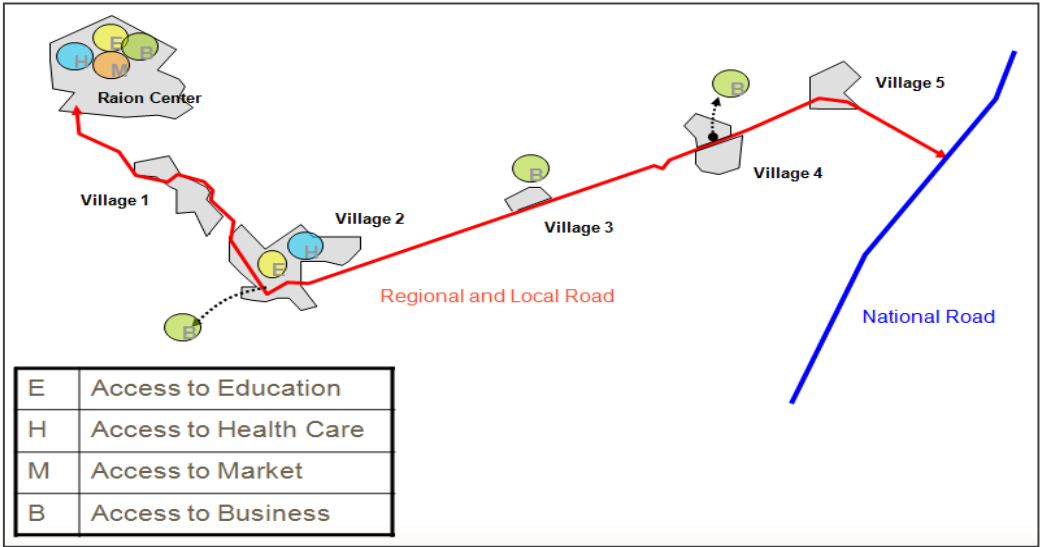 E
B
H
M
Raion Center
B
Village 5
Village 1
Village 4
B
Village 3
Village 2
H
E
Regional and Local Road
National Road
B
E Access to Education
H Access to Health Care
M Access to Market
B Access to Business